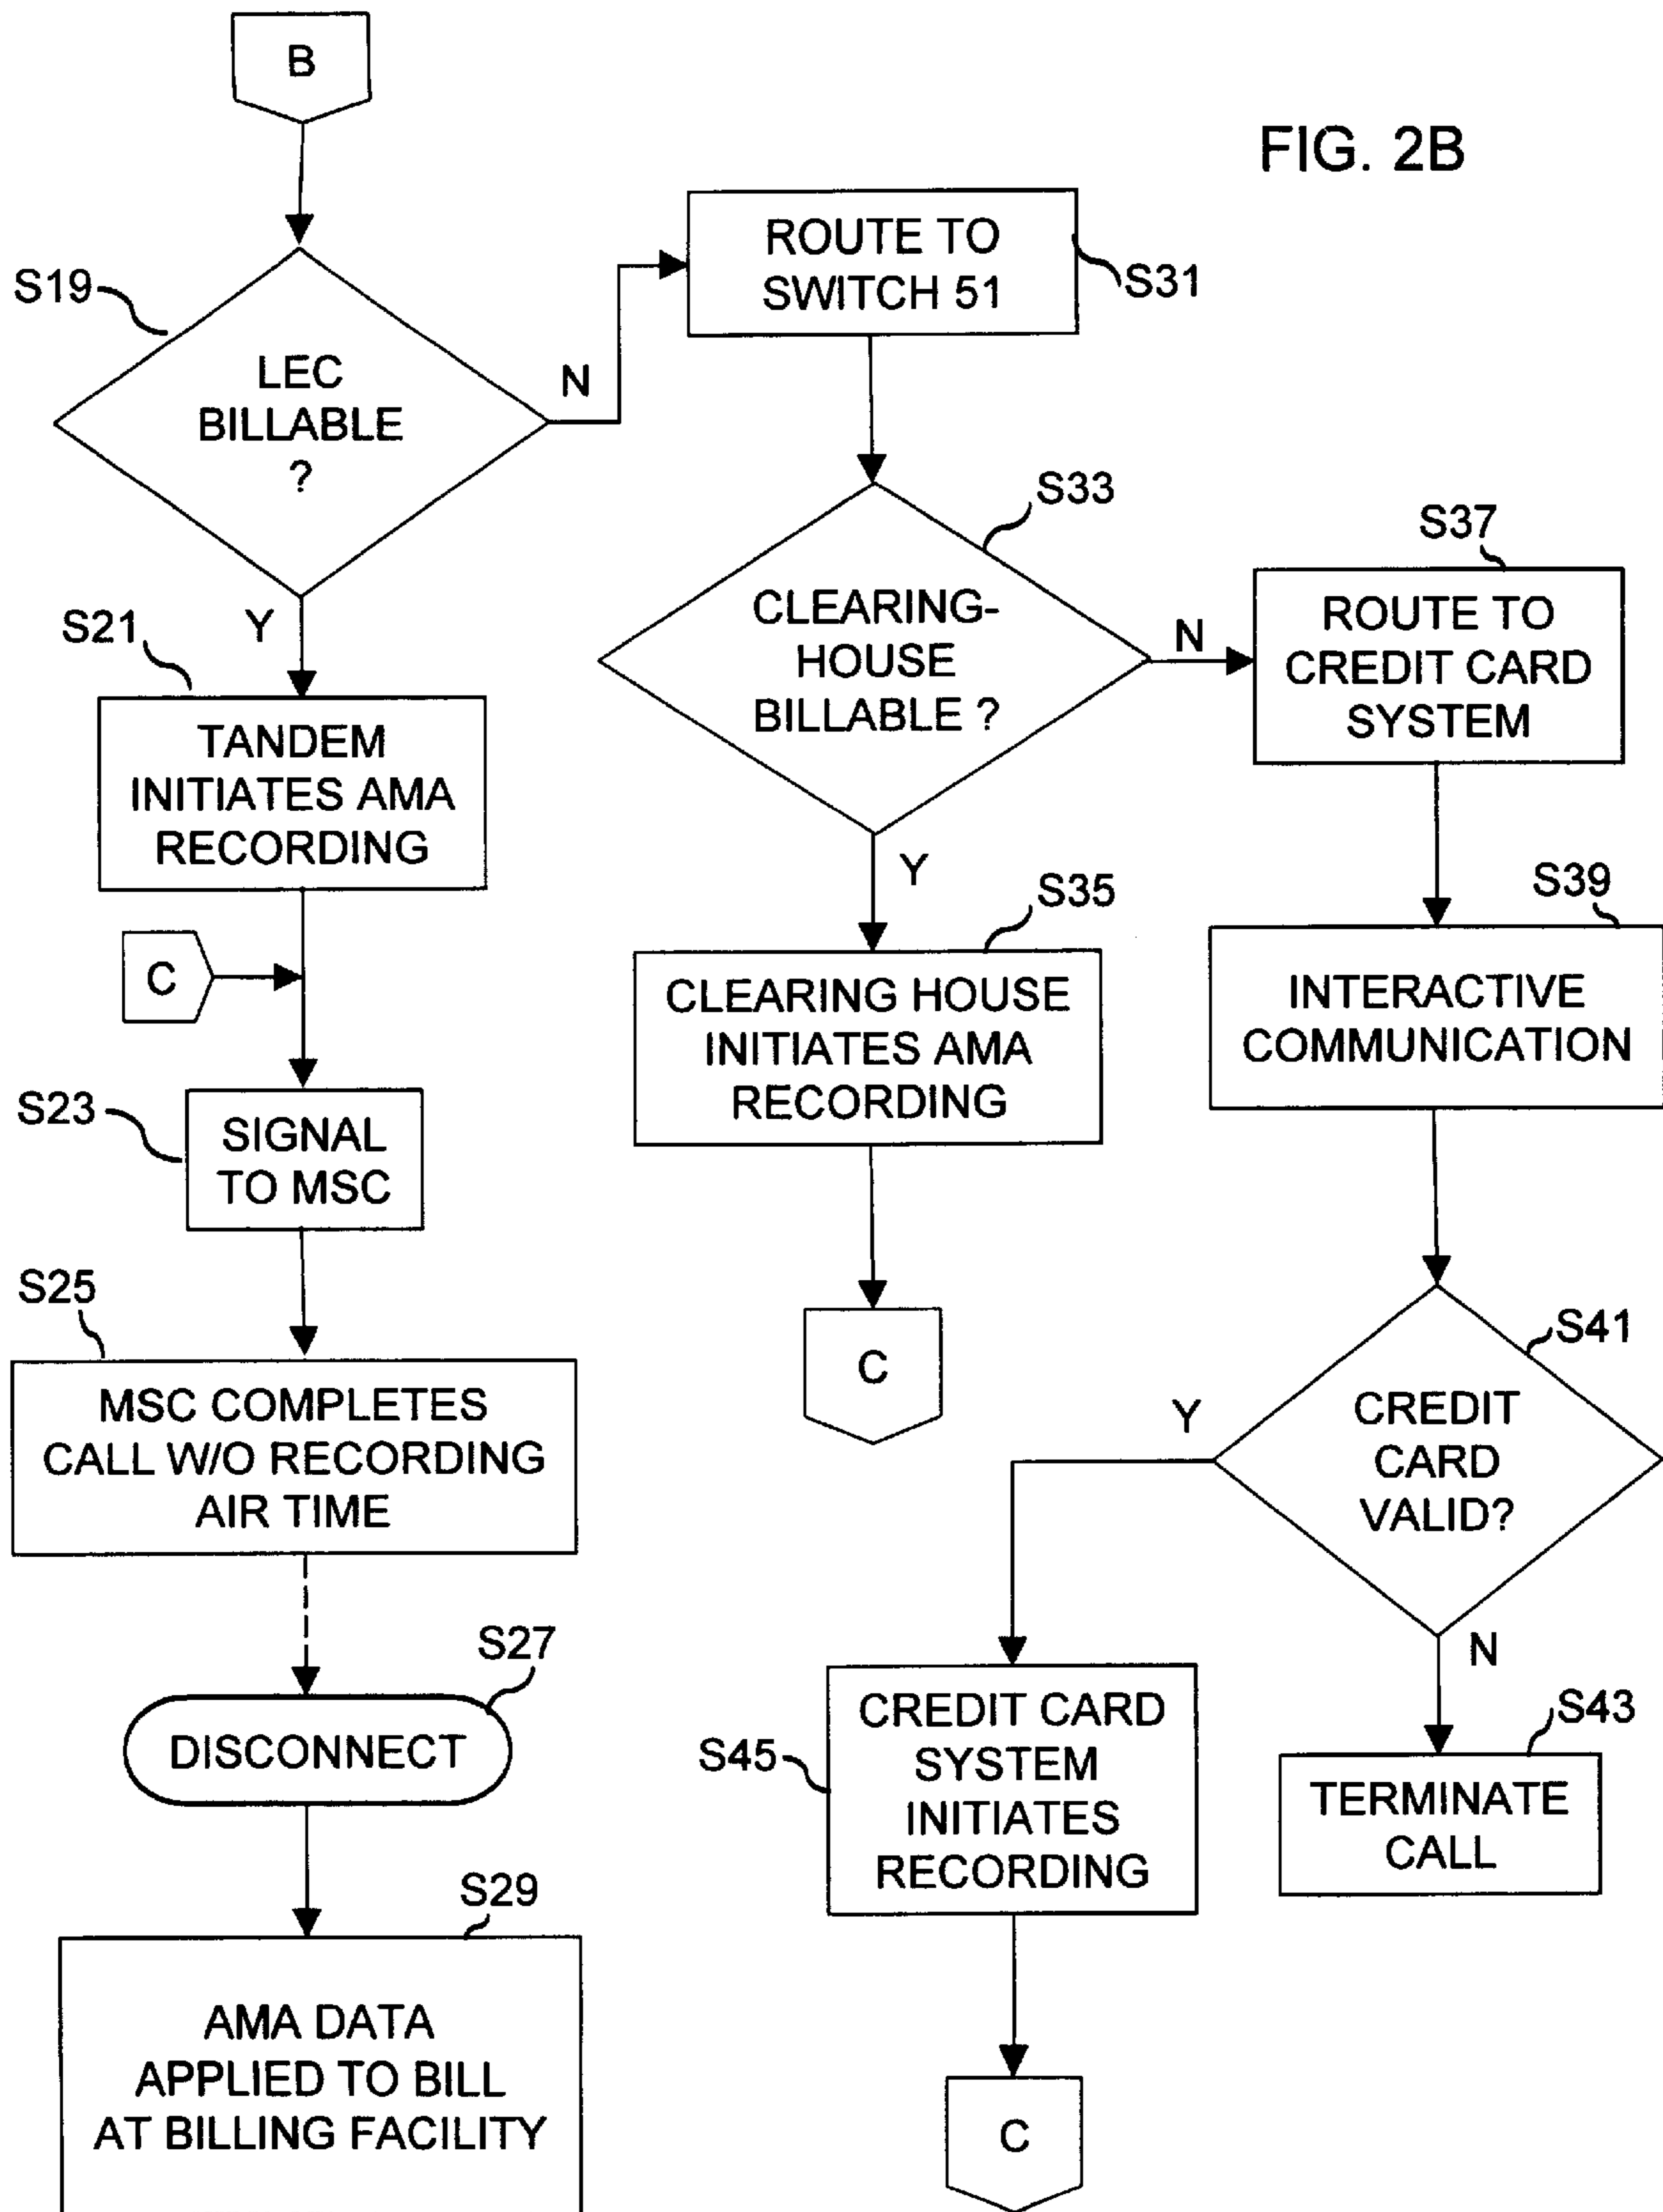 B
FIG. 2B
S19
LEC
BILLABLE
?
N
Y
ROUTE TO
SWITCH 51
S31
S21
TANDEM
INITIATES AMA
RECORDING
C
S23
SIGNAL
TO MSC
S25
MSC COMPLETES
CALL W/O RECORDING
AIR TIME
S27
DISCONNECT
S29
AMA DATA
APPLIED TO BILL
AT BILLING FACILITY
S33
CLEARING-
HOUSE
BILLABLE ?
N
Y
S35
CLEARING HOUSE
INITIATES AMA
RECORDING
C
S37
ROUTE TO
CREDIT CARD
SYSTEM
S39
INTERACTIVE
COMMUNICATION
S41
CREDIT
CARD
VALID?
Y
N
S43
TERMINATE
CALL
S45
CREDIT CARD
SYSTEM
INITIATES
RECORDING
C